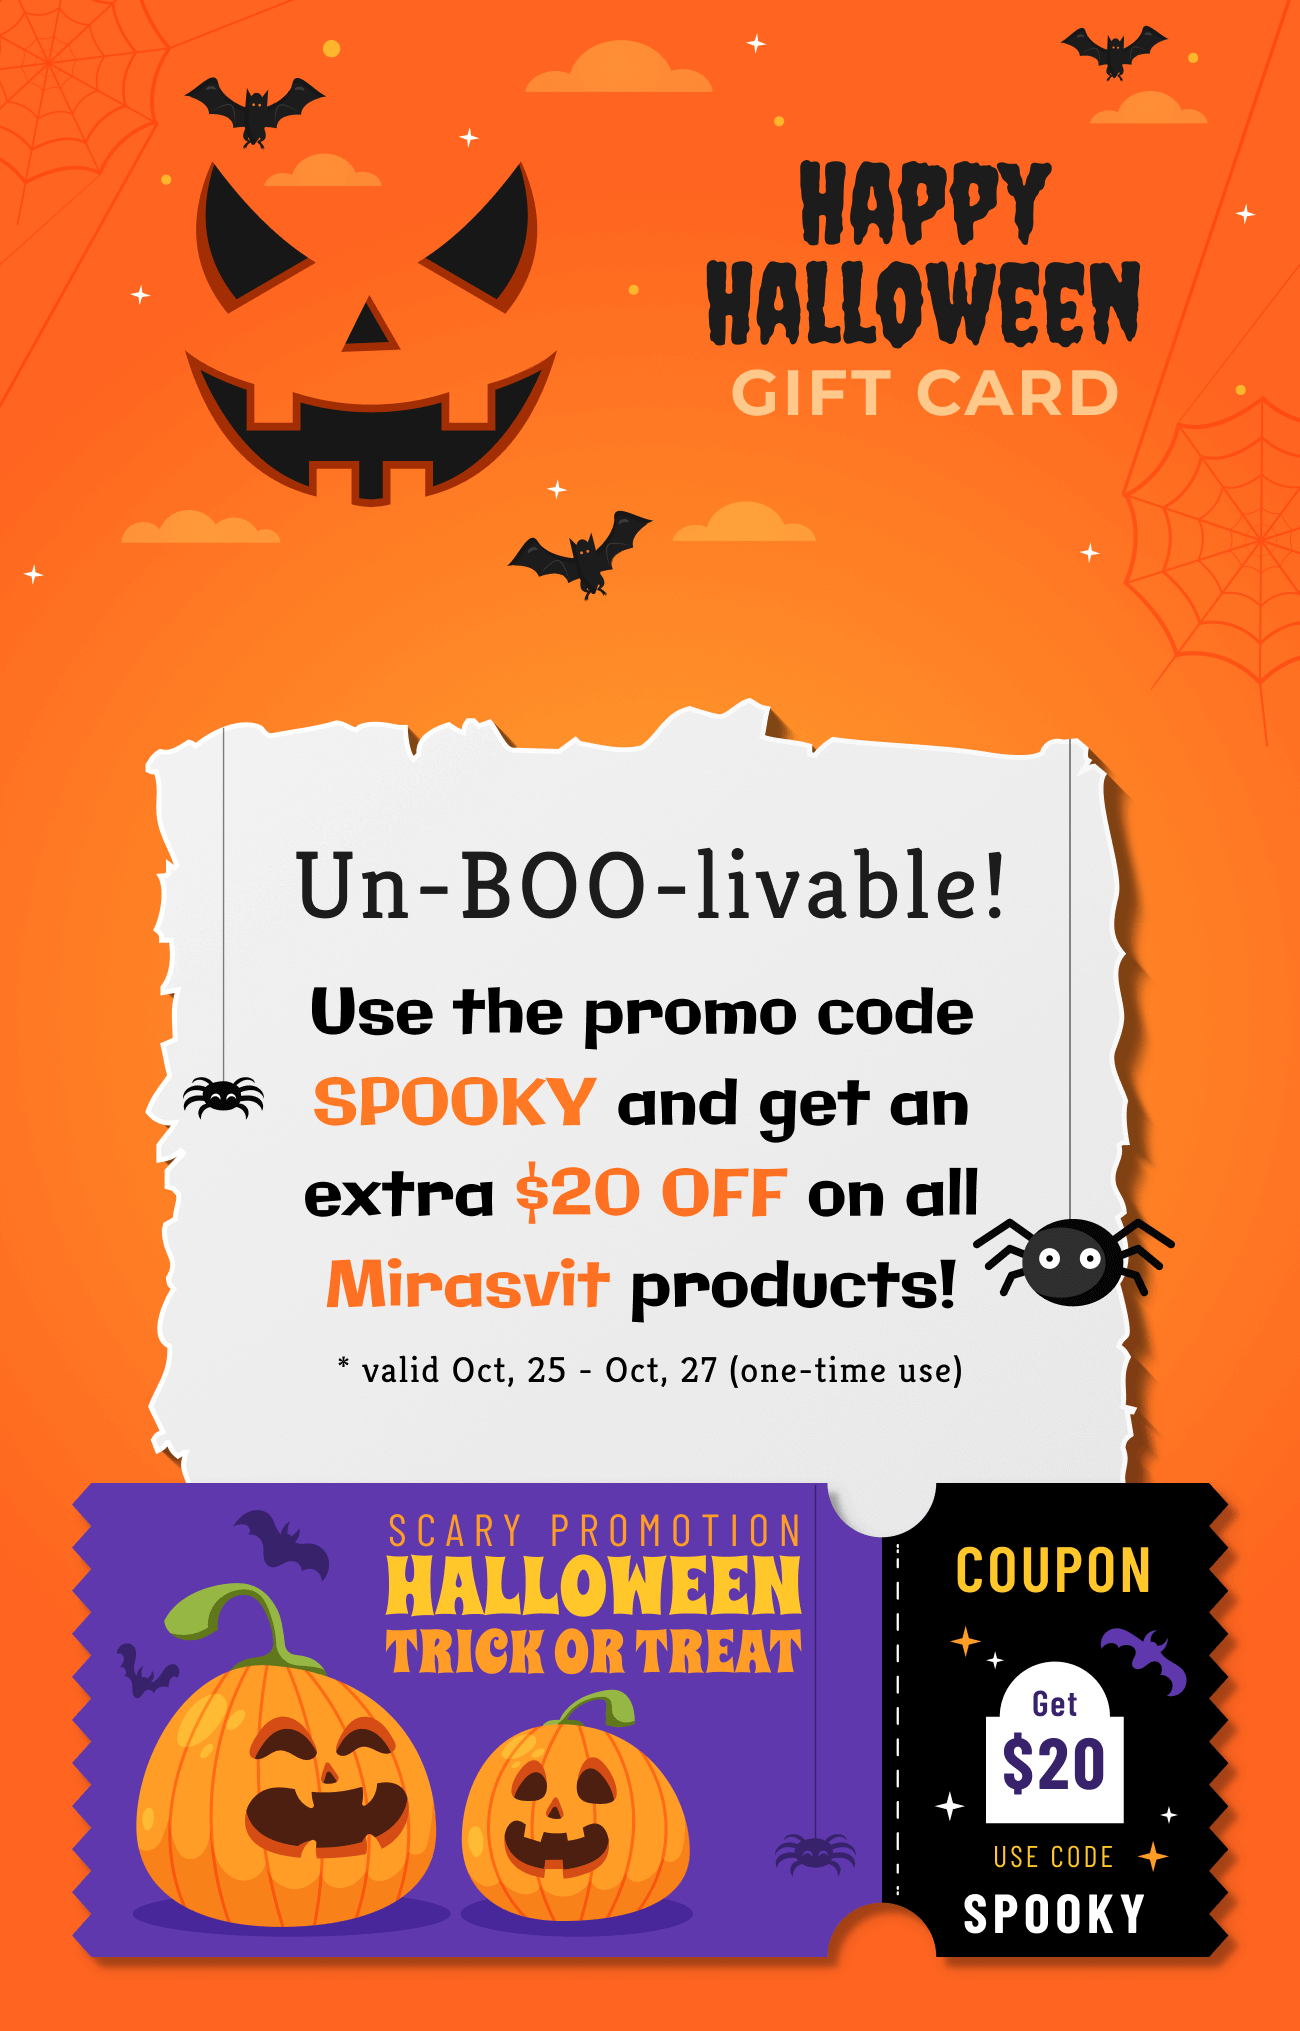 HAPPY
HALLOWEEN
GIFT CARD
Un-BOO-livable!
Use the promo code
SPOOKY and get an
extra $20 OFF on all
Mirasvit products!
* valid Oct, 25 - Oct, 27 (one-time use)
SCARY PROMOTION
HALLOWEEN
TRICK OR TREAT
COUPON
Get
$20
USE CODE
SPOOKY